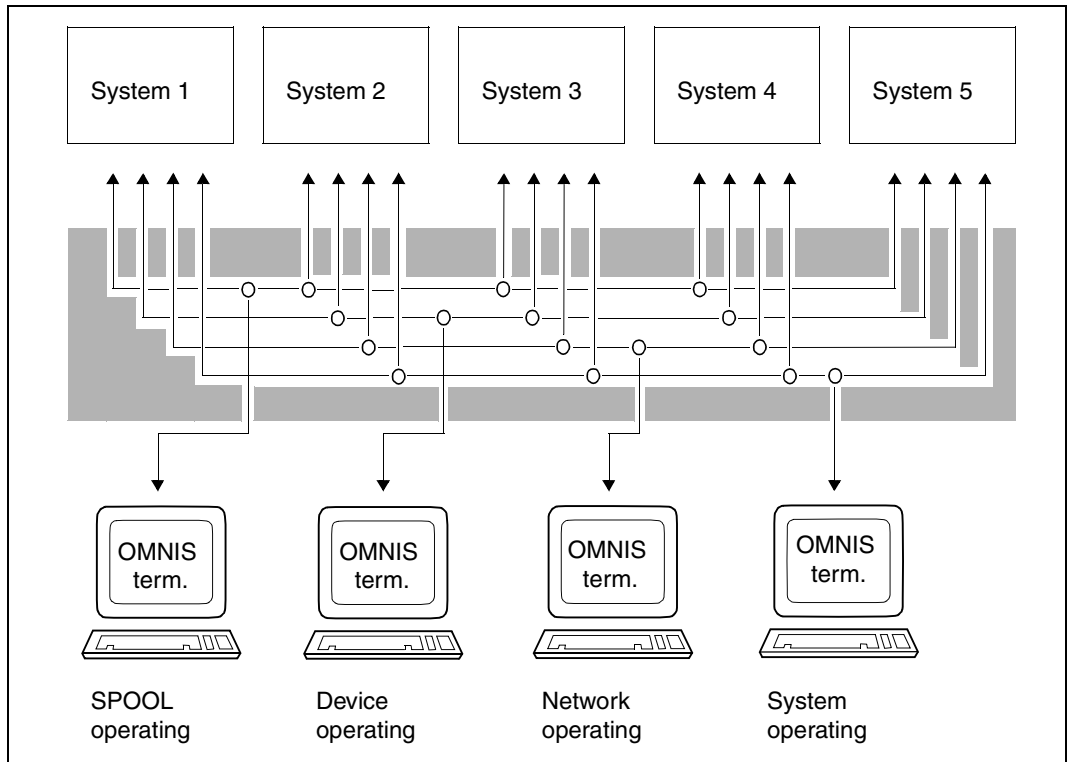 System 1
System 2
System 3
System 4
System 5
OMNIS
term.
OMNIS
term.
OMNIS
term.
OMNIS
term.
SPOOL
operating
Device
operating
Network
operating
System
operating